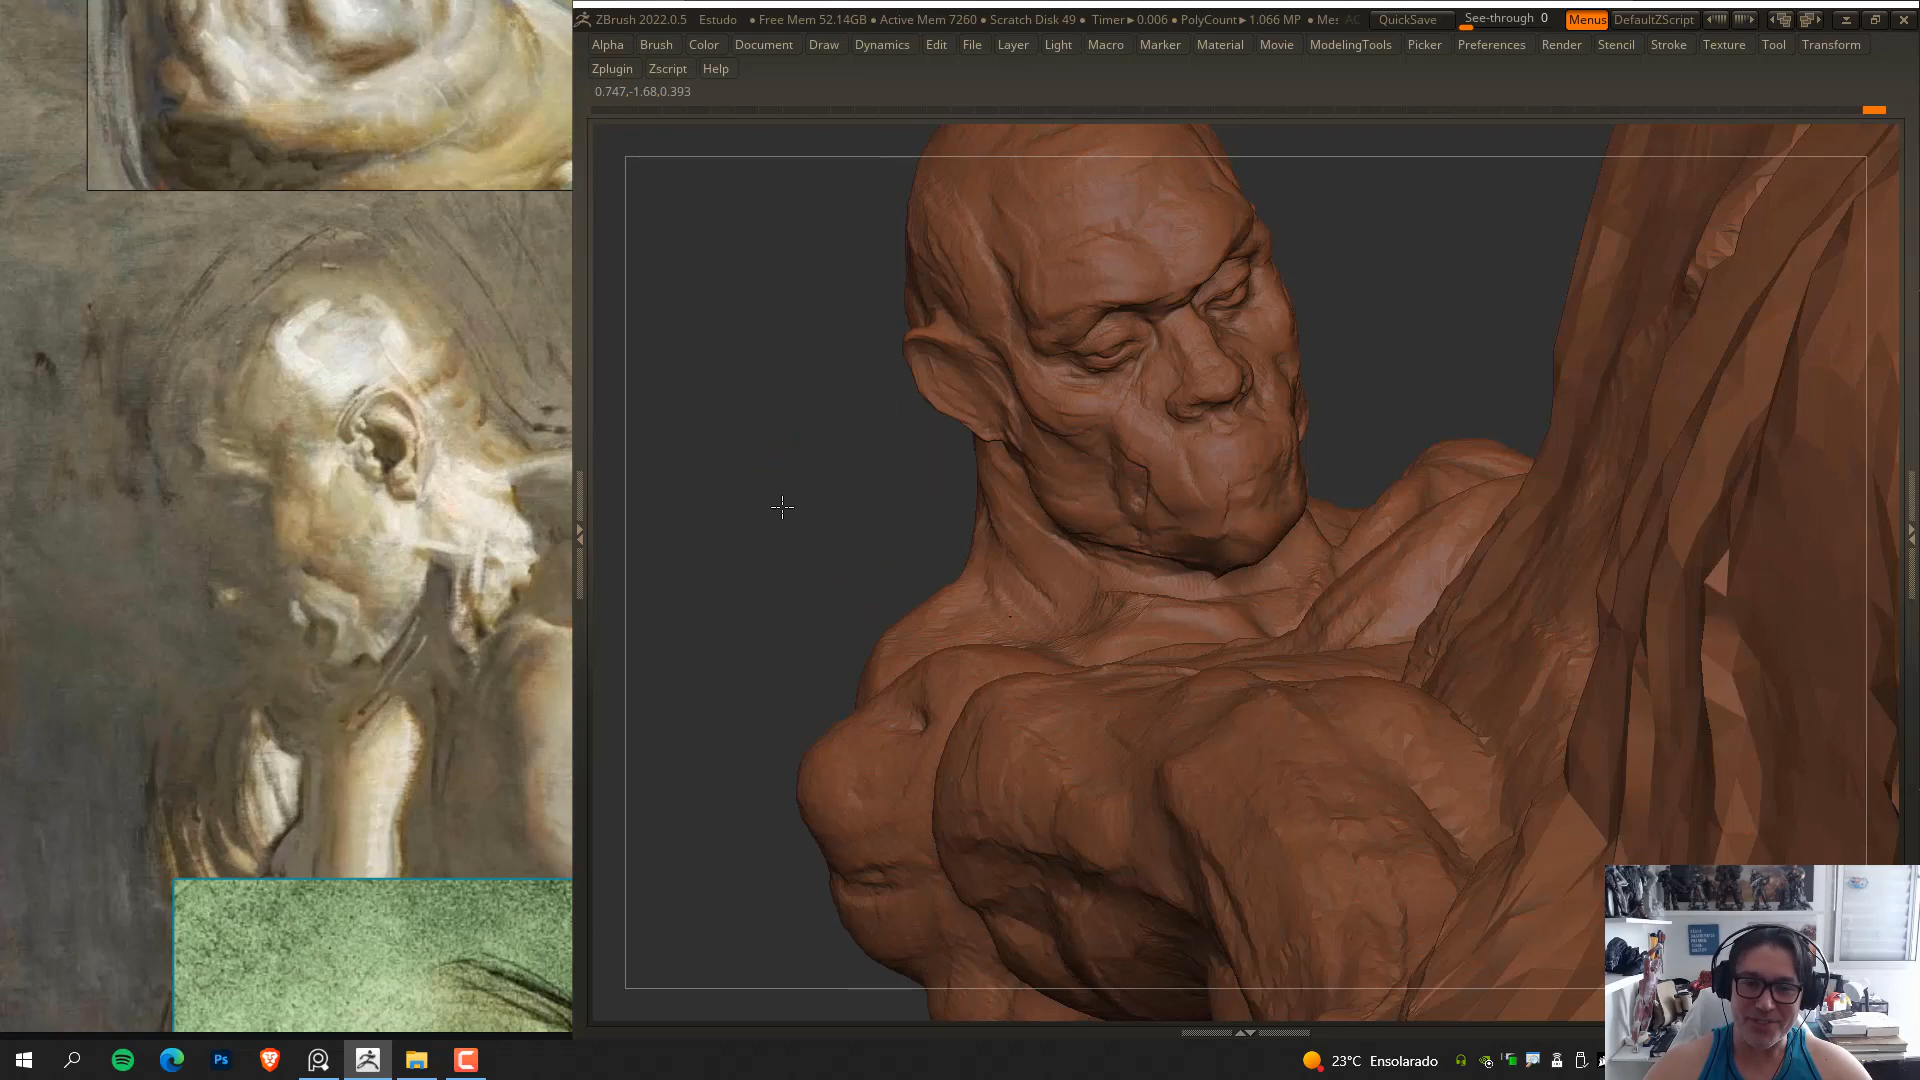 ZBrush 2022.0.5 Estudo • Free Mem 52.14GB • Active Mem 7260 • Scratch Disk 49 • Timer▶0.006 • PolyCount▶1.066 MP • Mes AC QuickSave See-through 0 Menus DefaultZScript
Alpha Brush Color Document Draw Dynamics Edit File Layer Light Macro Marker Material Movie ModelingTools Picker Preferences Render Stencil Stroke Texture Tool Transform
Zplugin Zscript Help
0.747,-1.68,0.393
Ps
23°C Ensolarado